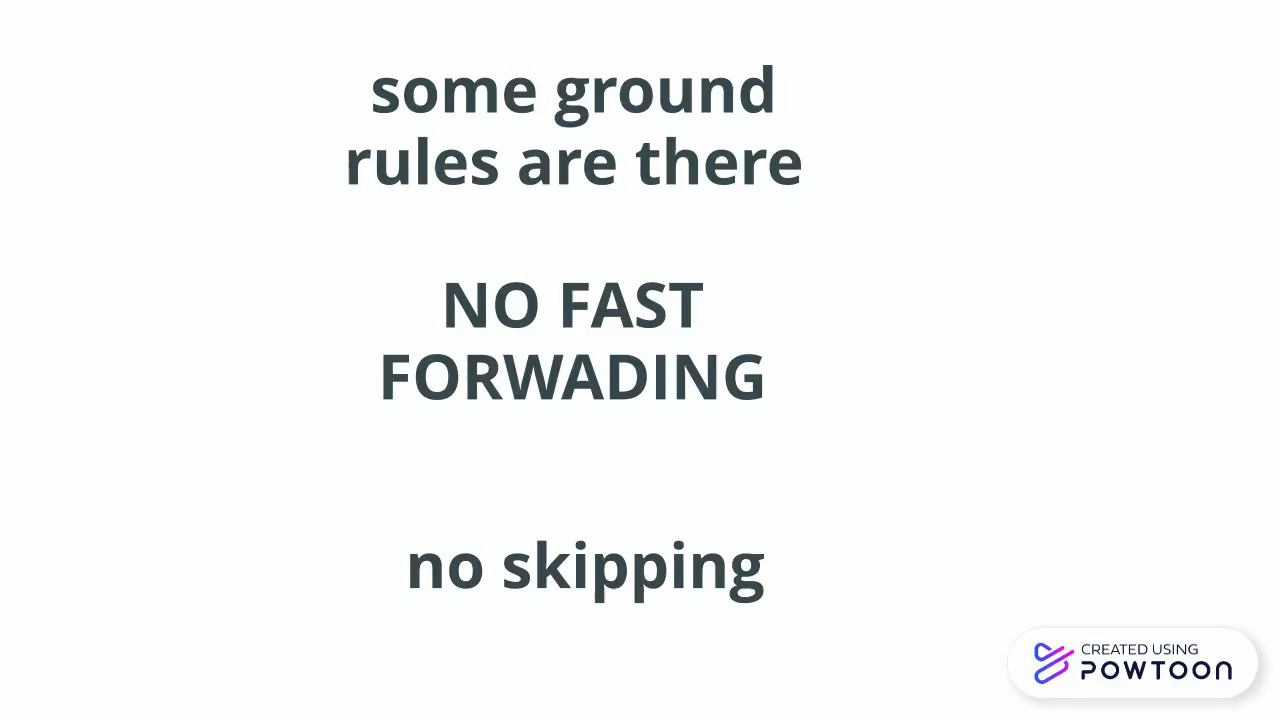 some ground
rules are there
NO FAST
FORWADING
no skipping
CREATED USING
POWTOON